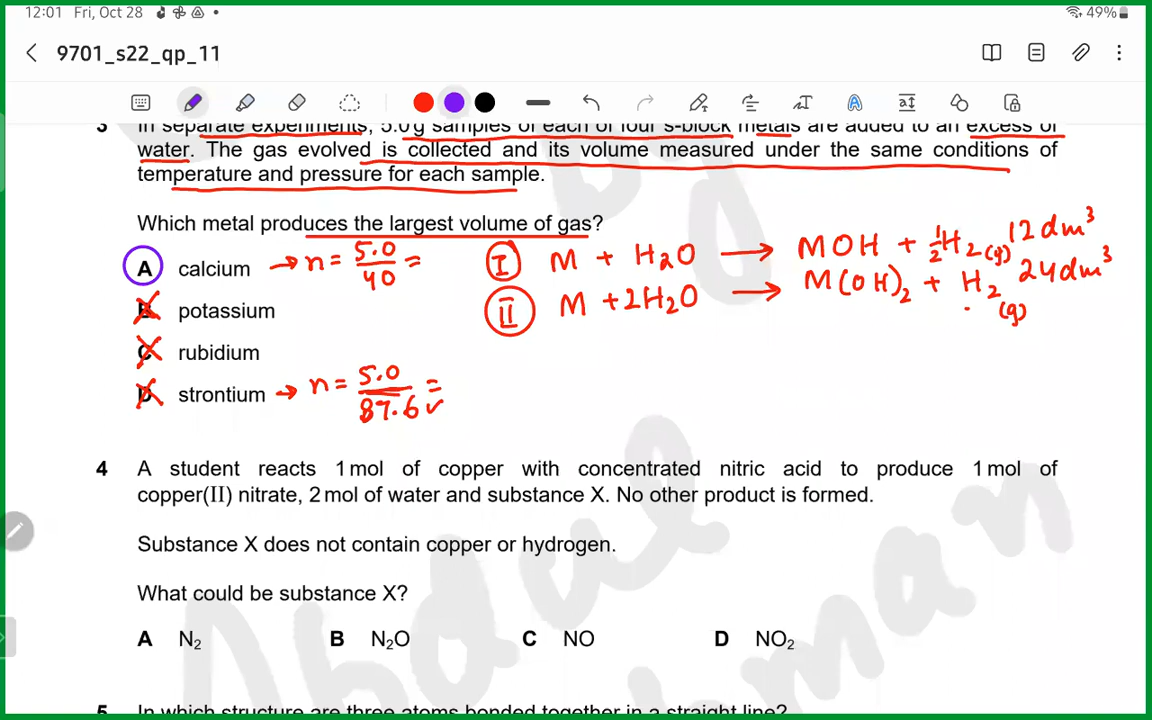 12:01 Fri, Oct 28 49%
9701_s22_qp_11
3 In separate experiments, 5.0 g samples of each of four s-block metals are added to an excess of
water. The gas evolved is collected and its volume measured under the same conditions of
temperature and pressure for each sample.
Which metal produces the largest volume of gas?
A calcium → n = 5.0/40 =
B potassium
C rubidium
D strontium → n = 5.0/87.6 =
I M + H2O → MOH + ½H2(g) 12dm³
II M + 2H2O → M(OH)2 + H2(g) 24dm³
4 A student reacts 1 mol of copper with concentrated nitric acid to produce 1 mol of
copper(II) nitrate, 2 mol of water and substance X. No other product is formed.
Substance X does not contain copper or hydrogen.
What could be substance X?
A N2 B N2O C NO D NO2
5 In which structure are three atoms bonded together in a straight line?